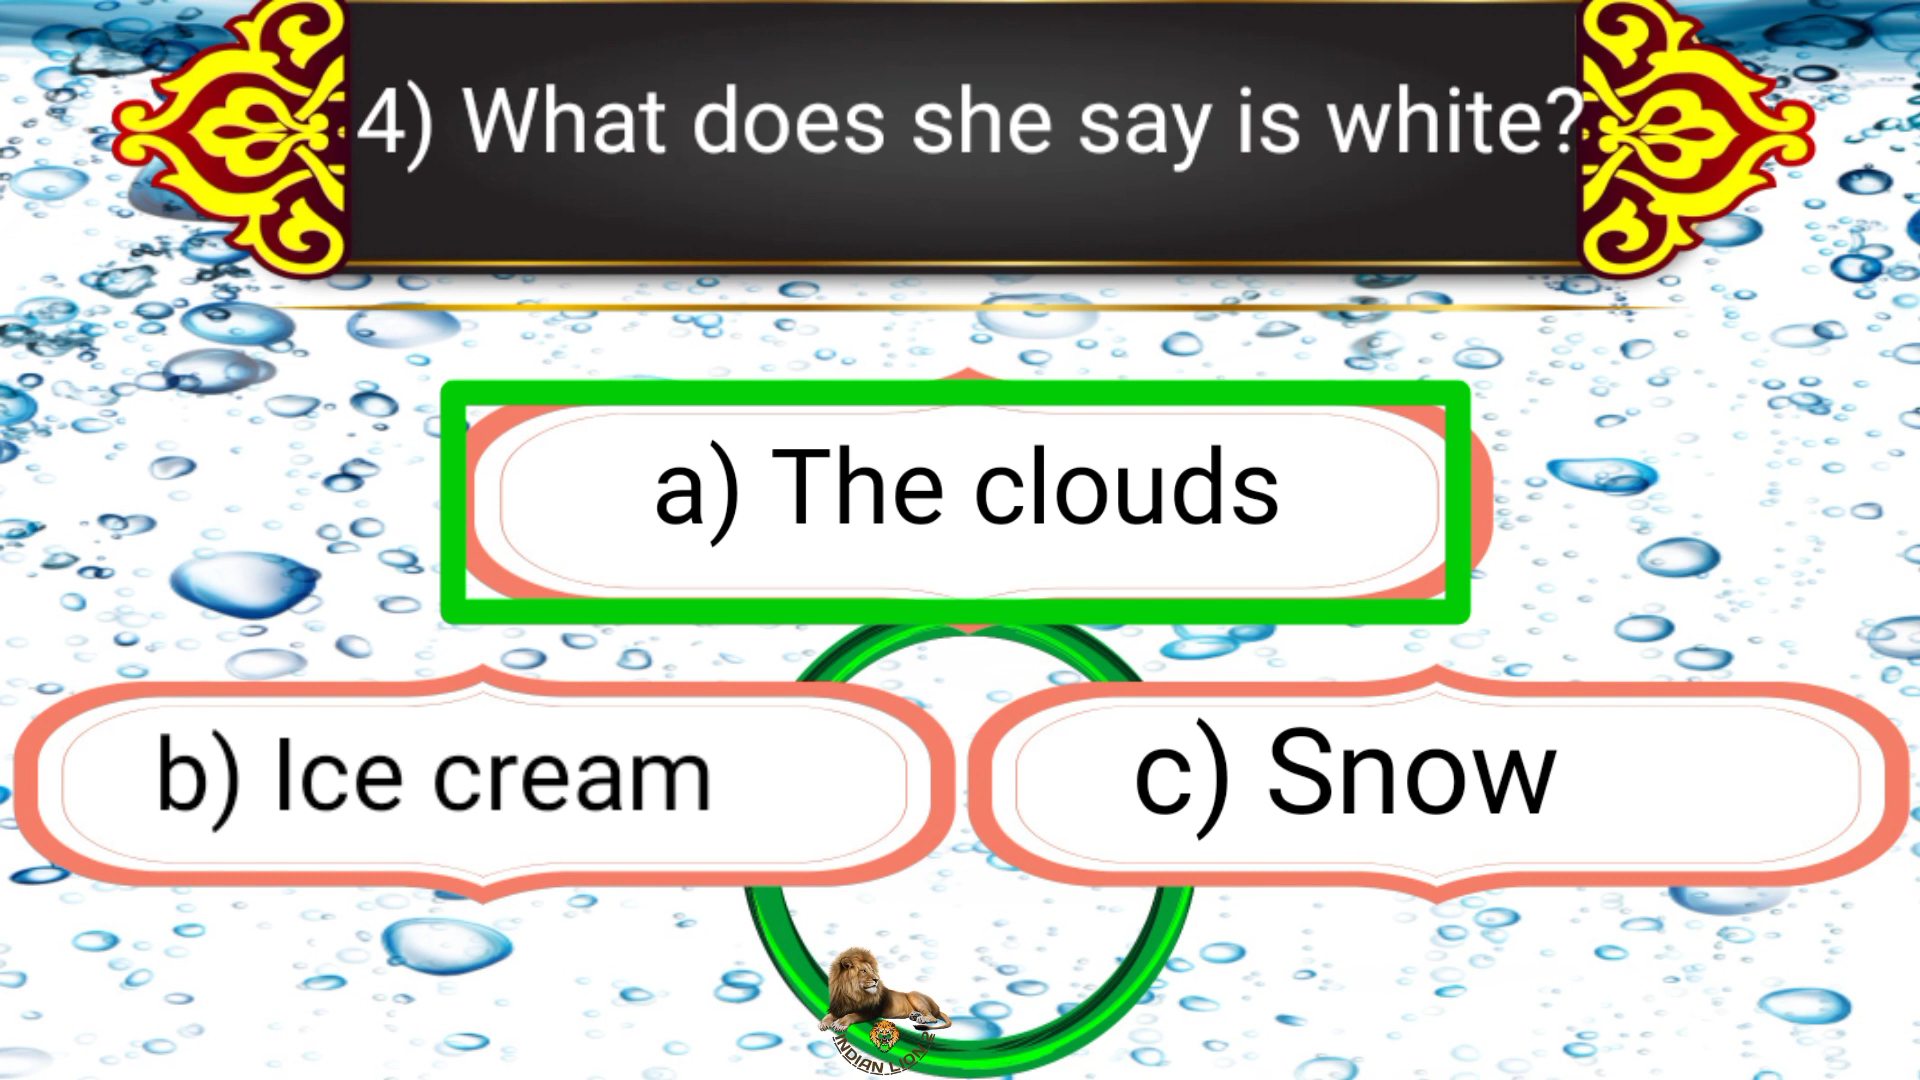 4) What does she say is white?
a) The clouds
b) Ice cream
c) Snow